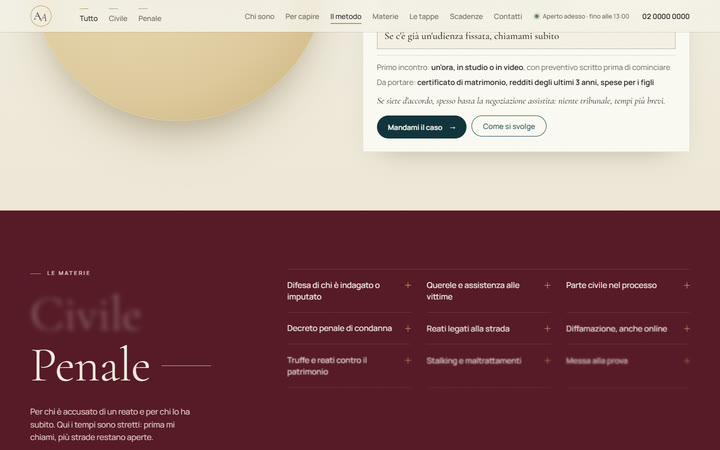 AA
Tutto
Civile
Penale
Chi sono
Per capire
Il metodo
Materie
Le tappe
Scadenze
Contatti
Aperto adesso · fino alle 13:00
02 0000 0000
Se c'è già un'udienza fissata, chiamami subito
Primo incontro: un'ora, in studio o in video, con preventivo scritto prima di cominciare
Da portare: certificato di matrimonio, redditi degli ultimi 3 anni, spese per i figli
Se siete d'accordo, spesso basta la negoziazione assistita: niente tribunale, tempi più brevi.
Mandami il caso →
Come si svolge
LE MATERIE
Civile
Penale
Per chi è accusato di un reato e per chi lo ha
subito. Qui i tempi sono stretti: prima mi
chiami, più strade restano aperte.
Difesa di chi è indagato o
imputato
Querele e assistenza alle
vittime
Parte civile nel processo
Decreto penale di condanna
Reati legati alla strada
Diffamazione, anche online
Truffe e reati contro il
patrimonio
Stalking e maltrattamenti
Messa alla prova